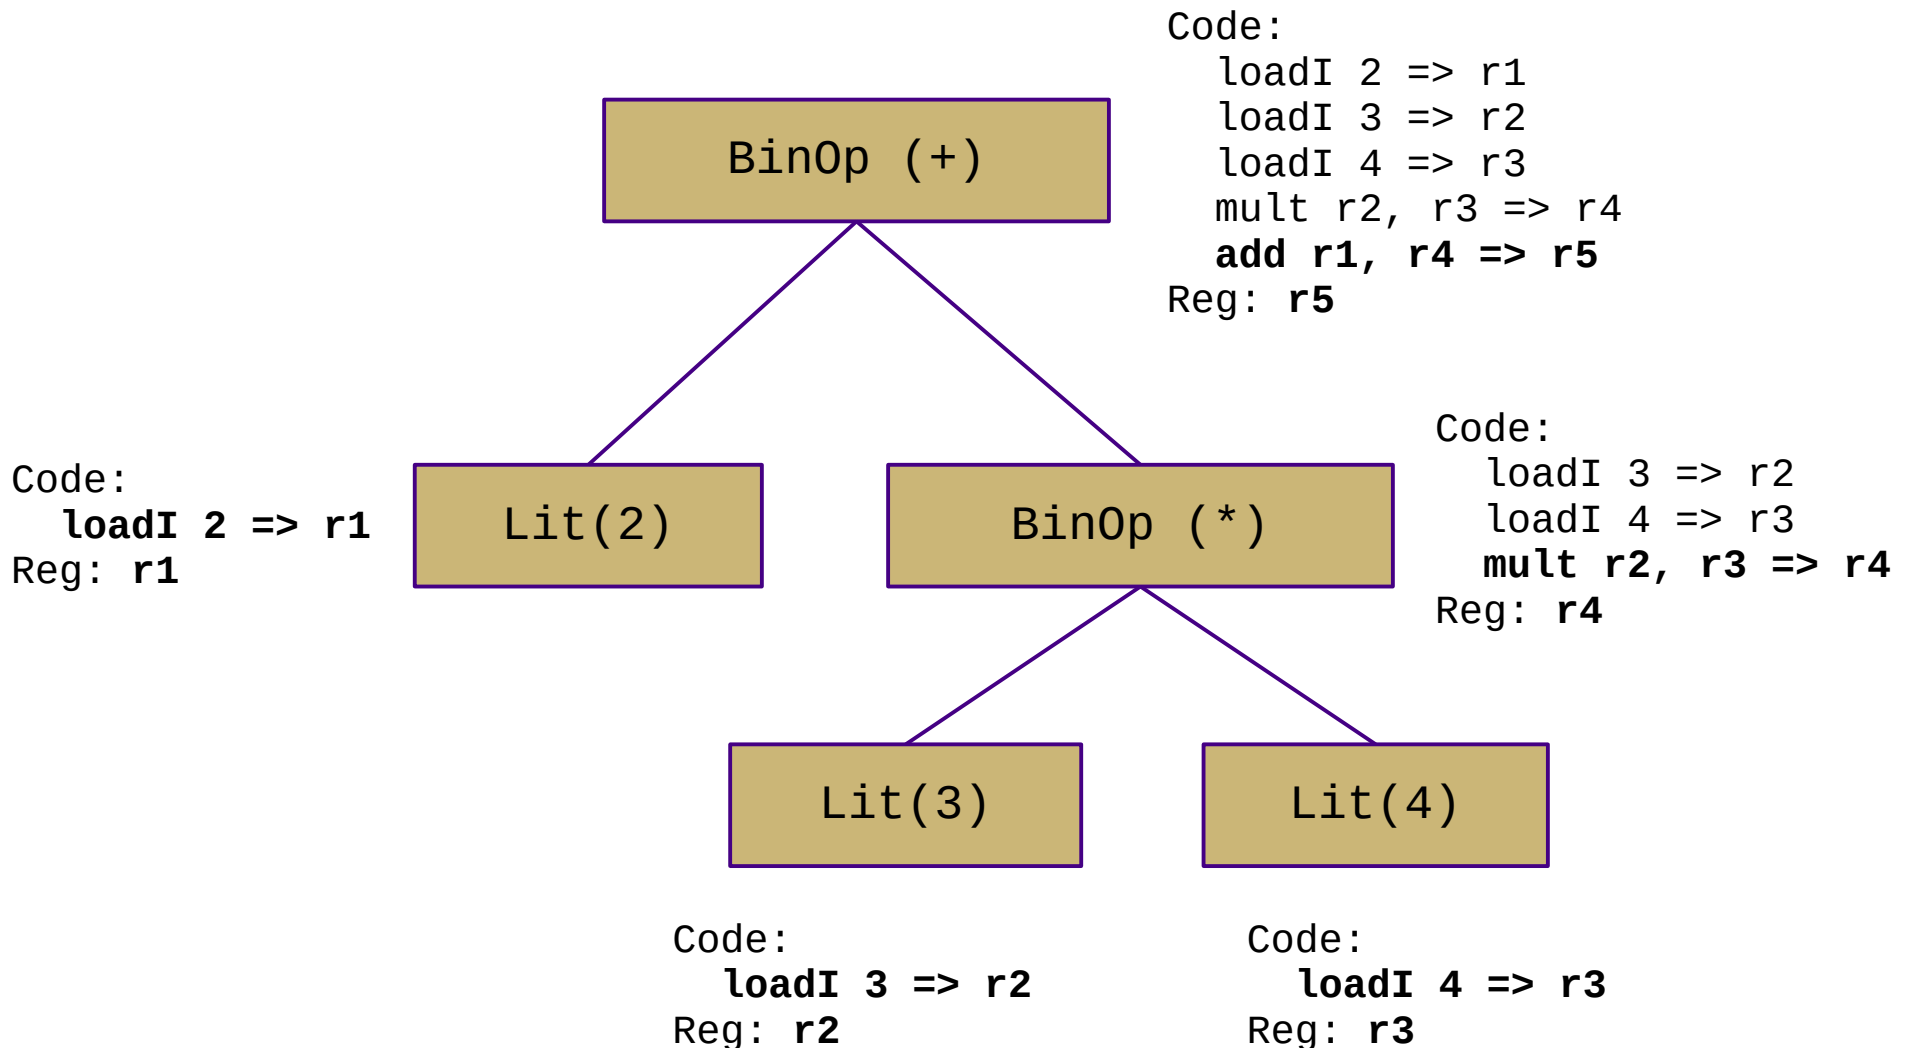 Code:
loadI 2 => r1
loadI 3 => r2
loadI 4 => r3
mult r2, r3 => r4
add r1, r4 => r5
Reg: r5
BinOp (+)
Code:
loadI 2 => r1
Reg: r1
Lit(2)
BinOp (*)
Code:
loadI 3 => r2
loadI 4 => r3
mult r2, r3 => r4
Reg: r4
Lit(3)
Lit(4)
Code:
loadI 3 => r2
Reg: r2
Code:
loadI 4 => r3
Reg: r3